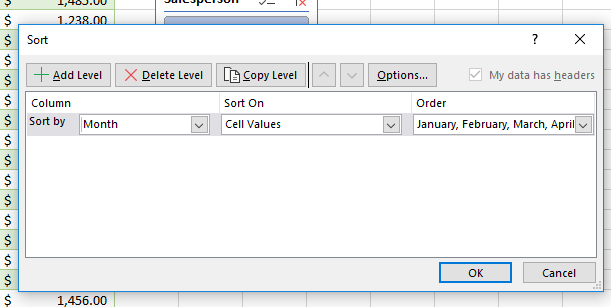 $ 1,485.00 Salesperson
$ 1,238.00
$
Sort ? ×
$
Add Level Delete Level Copy Level Options... My data has headers
$
Column Sort On Order
$
Sort by Month Cell Values January, February, March, April
$
$
$
$
$
$
$
OK Cancel
$
$ 1,456.00